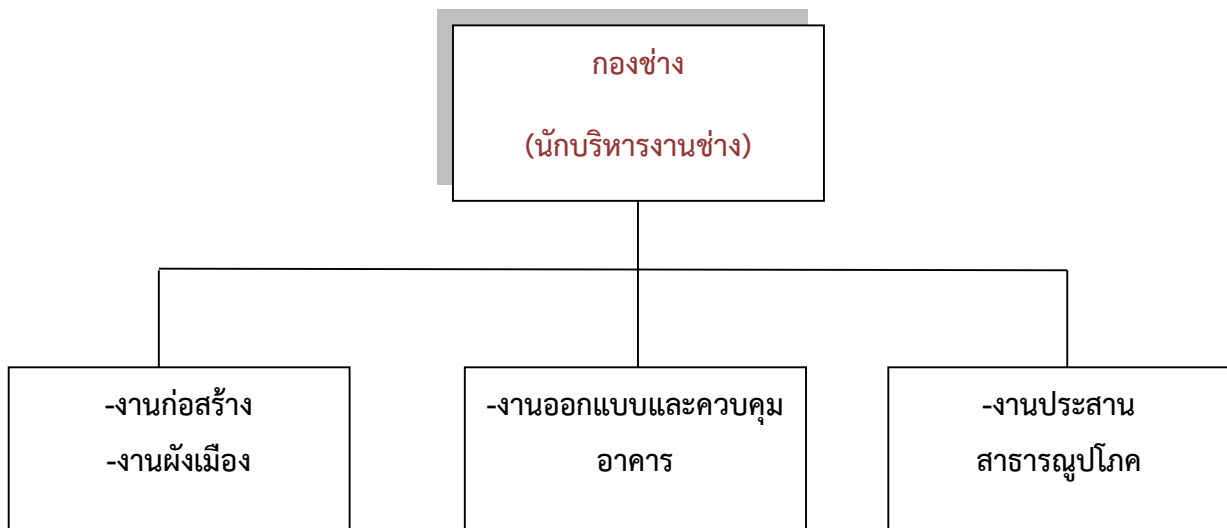 กองช่าง
(นักบริหารงานช่าง)
-งานก่อสร้าง
-งานผังเมือง
-งานออกแบบและควบคุม
อาคาร
-งานประสาน
สาธารณูปโภค